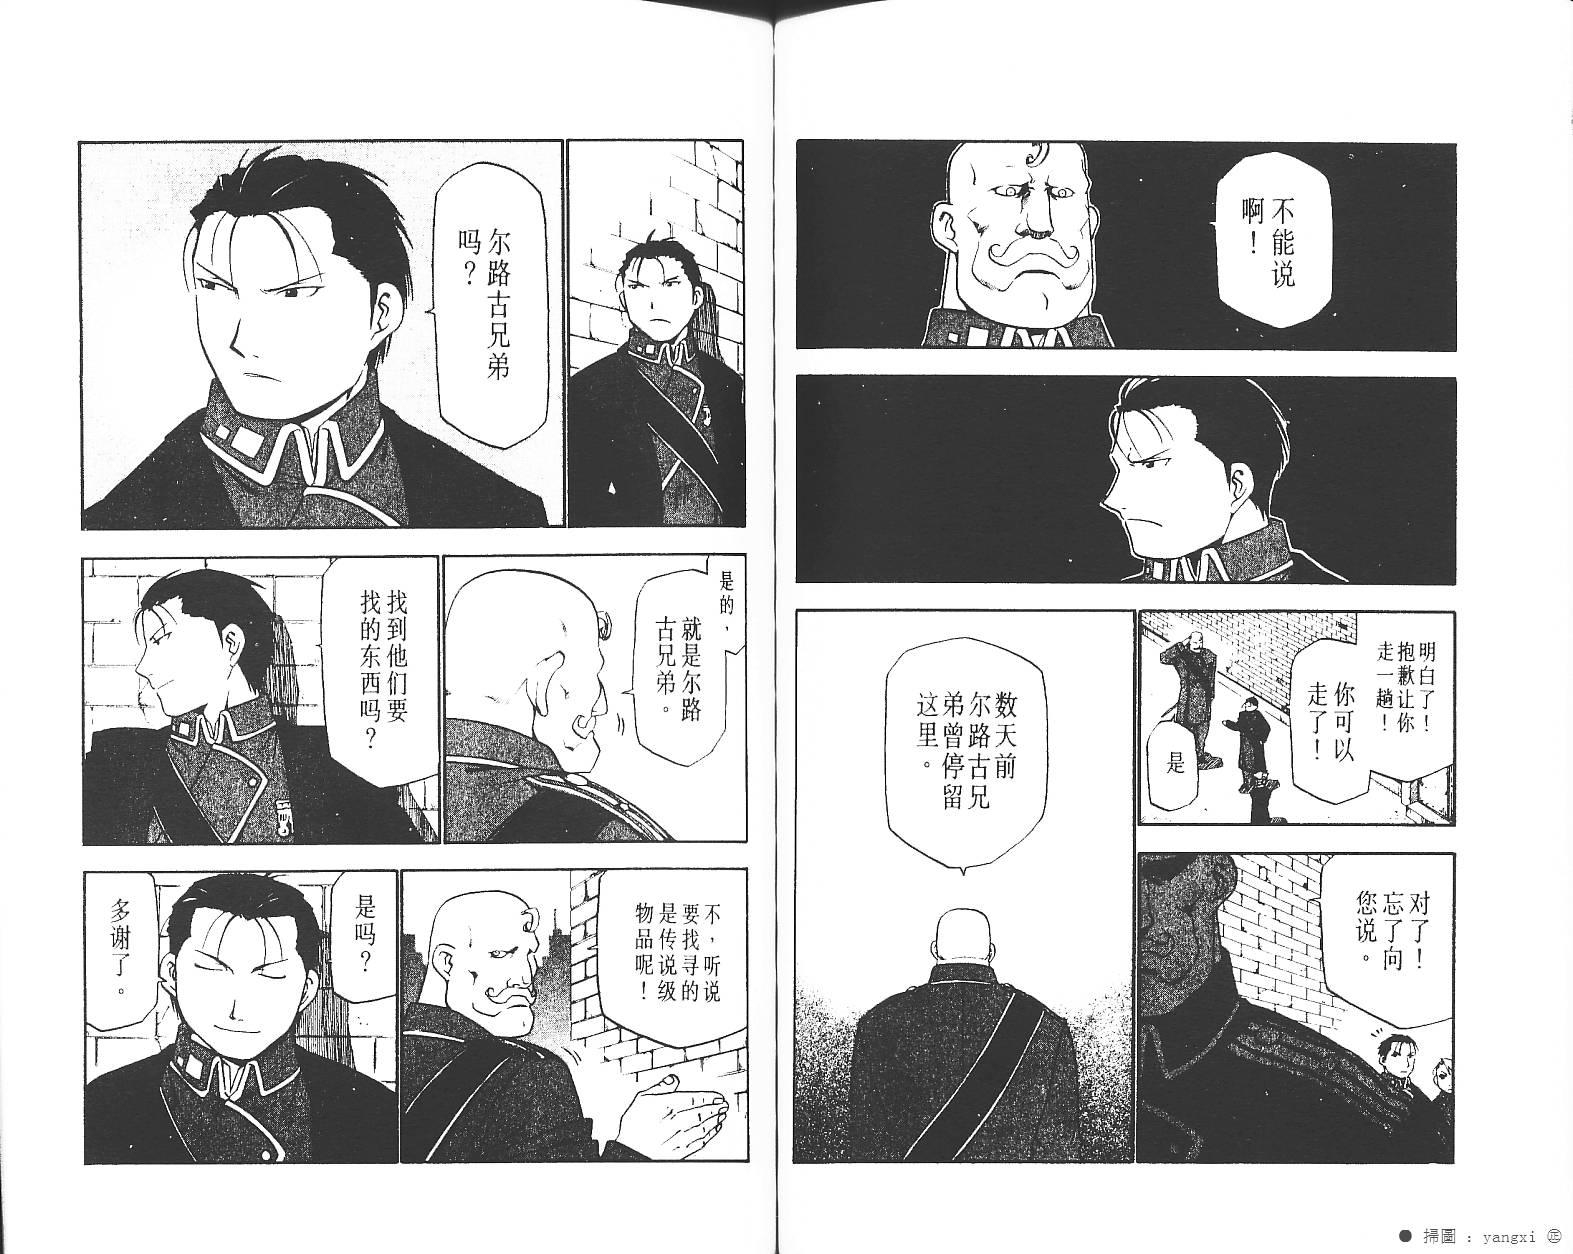 不能说
啊！
明白了！
抱歉让你
走一趟！
你可以
走了！
是
对了！
忘了向
您说。
数天前
尔路古兄
弟曾停留
这里。
尔路古兄弟
吗？
是的，
就是尔路
古兄弟。
找到他们要
找的东西吗？
不，听说
要找寻的
是传说级
物品呢！
是吗？
多谢了。
● 掃圖 : yangxi ㊣